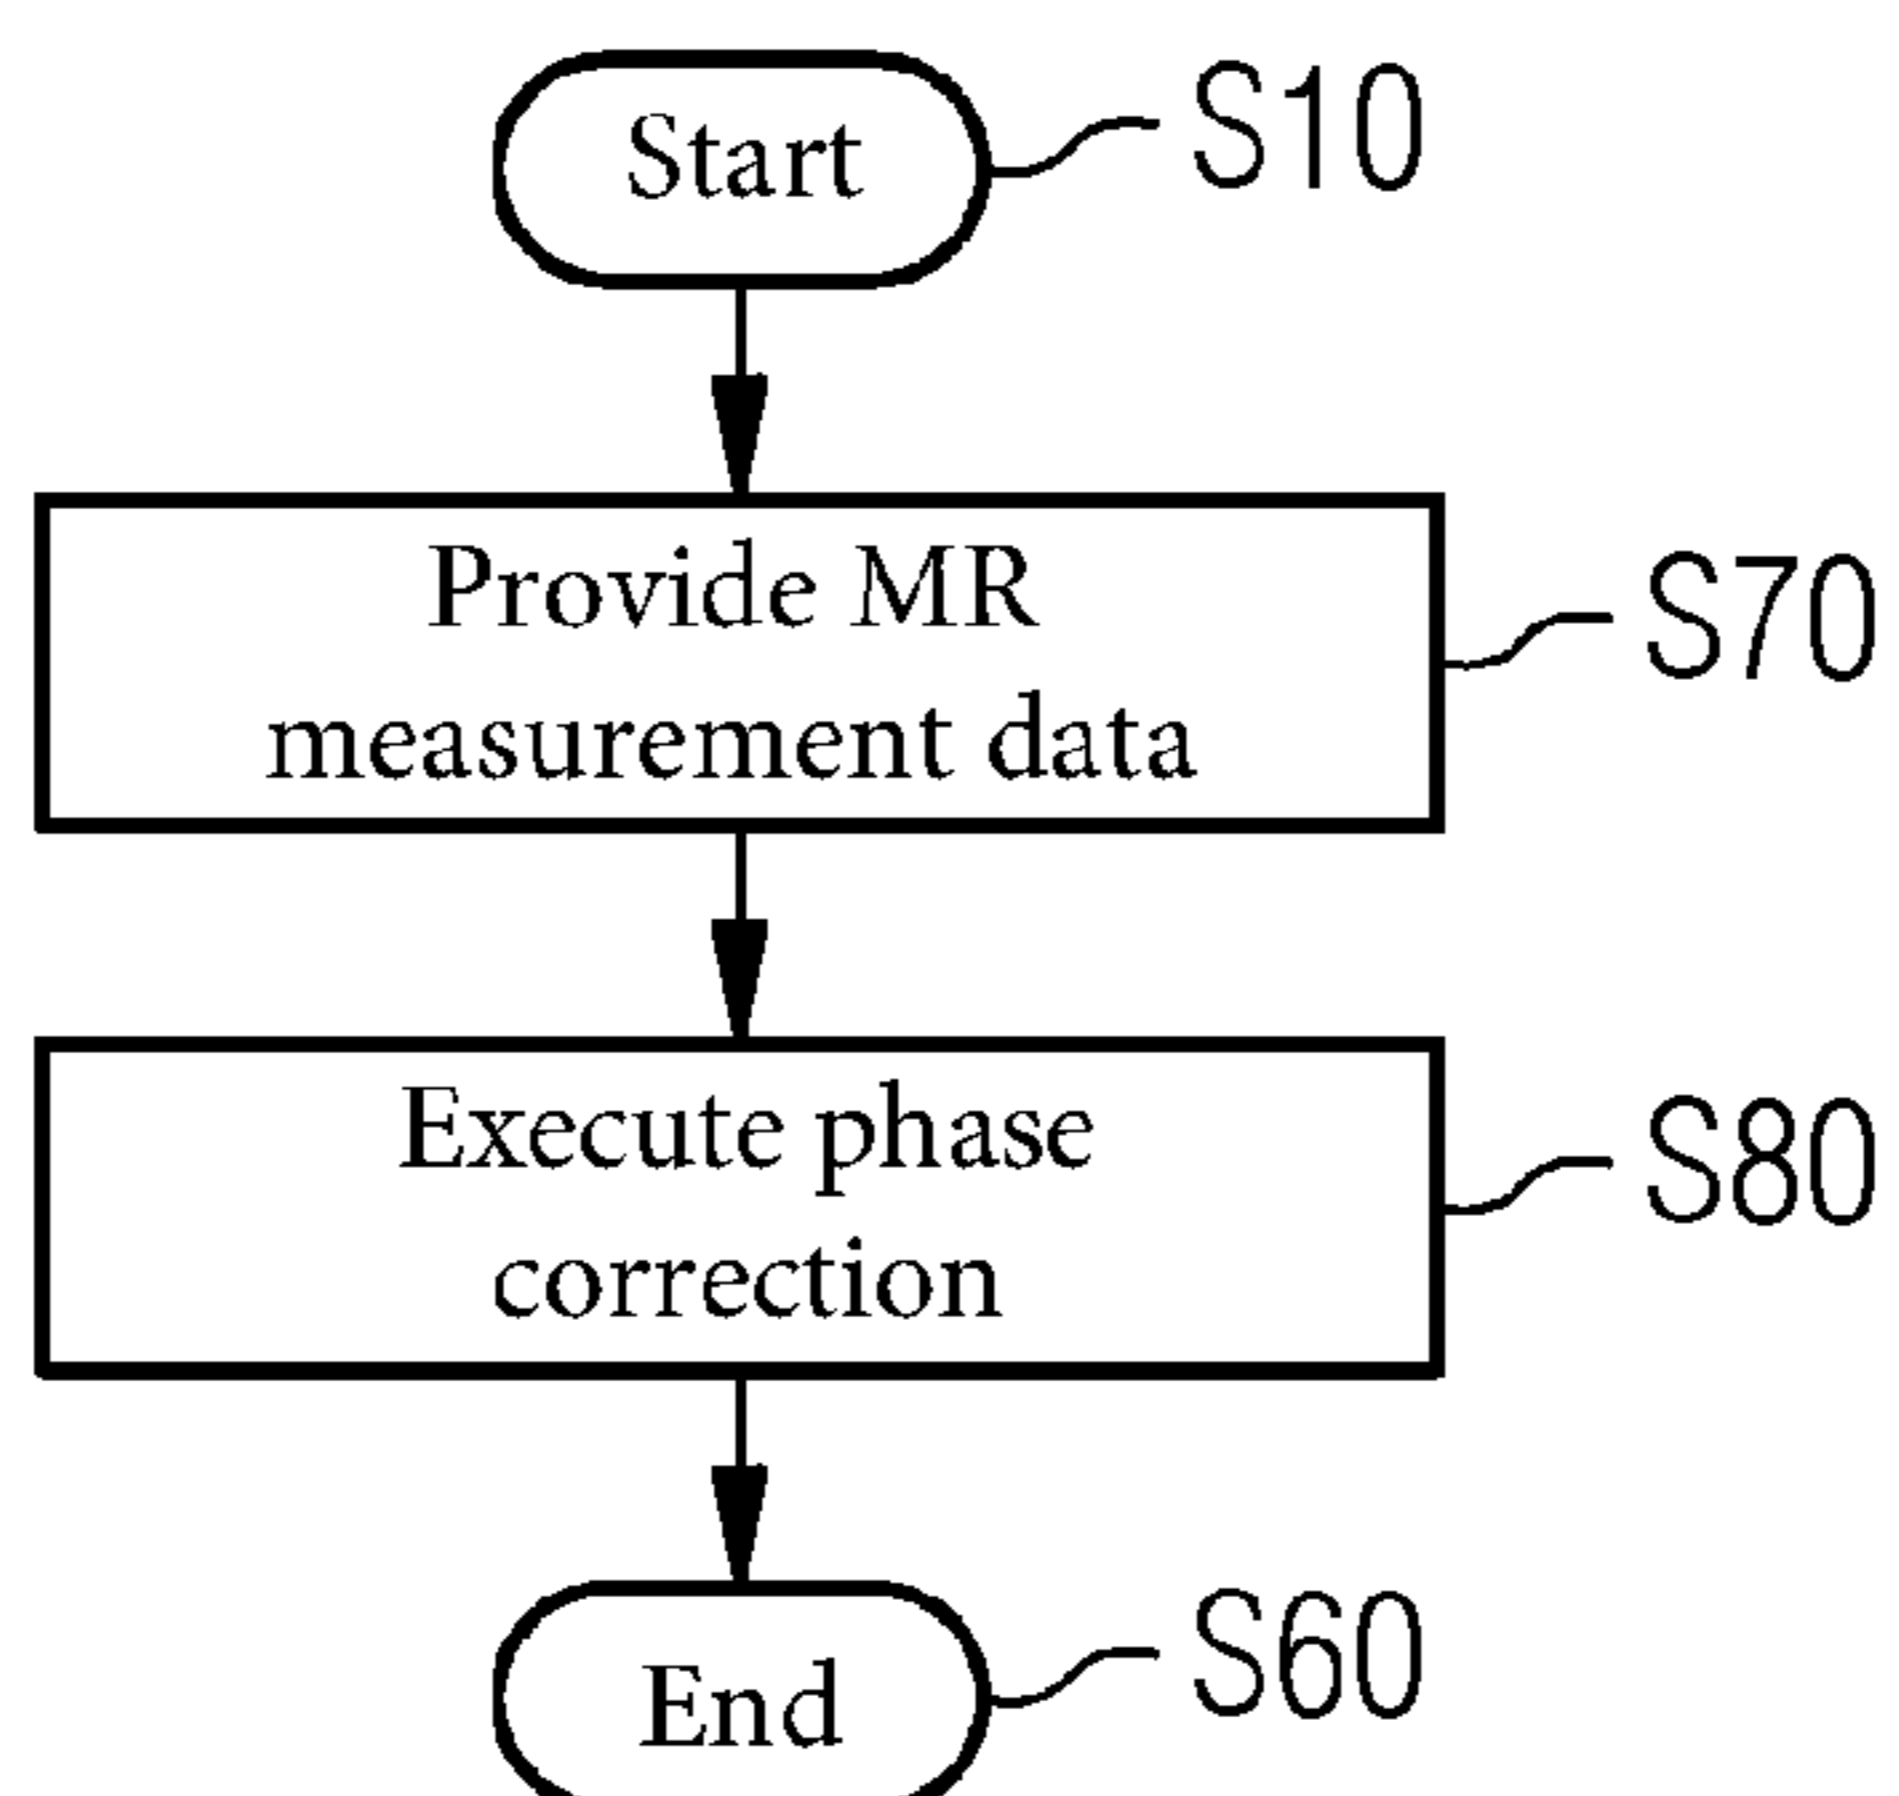 Start
S10
Provide MR
measurement data
S70
Execute phase
correction
S80
End
S60